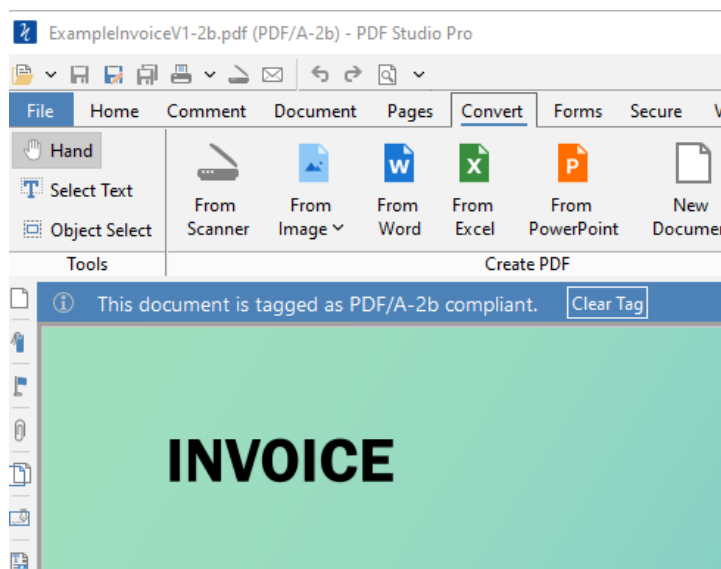 ExampleInvoiceV1-2b.pdf (PDF/A-2b) - PDF Studio Pro
File Home Comment Document Pages Convert Forms Secure
Hand
Select Text
Object Select
Tools
From Scanner
From Image
From Word
From Excel
From PowerPoint
New
Create PDF
This document is tagged as PDF/A-2b compliant. Clear Tag
INVOICE